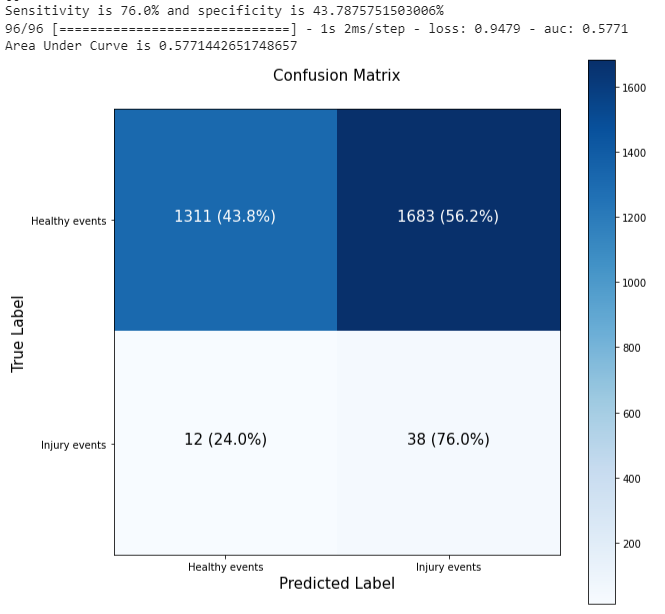 Sensitivity is 76.0% and specificity is 43.7875751503006%
96/96 [==============================] - 1s 2ms/step - loss: 0.9479 - auc: 0.5771
Area Under Curve is 0.5771442651748657
Confusion Matrix
1311 (43.8%)
1683 (56.2%)
12 (24.0%)
38 (76.0%)
Healthy events
Injury events
True Label
Healthy events
Injury events
Predicted Label
1600
1400
1200
1000
800
600
400
200